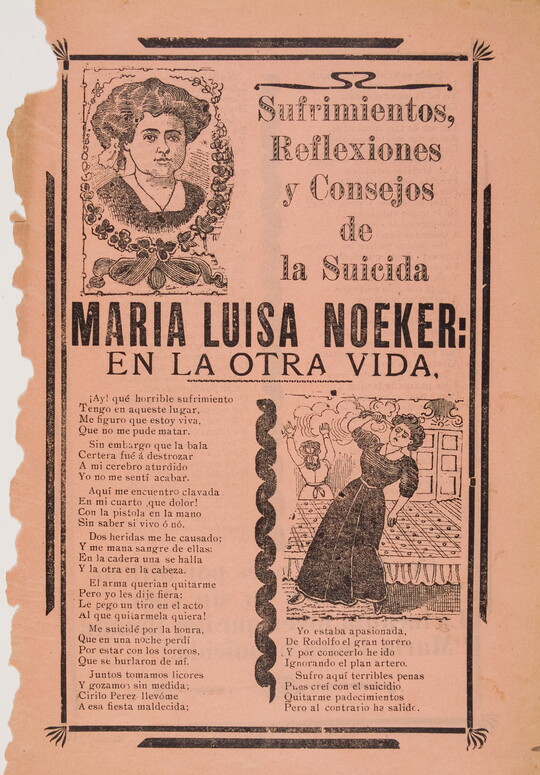 Sufrimientos,
Reflexiones
y Consejos
de
la Suicida
MARIA LUISA NOEKER:
EN LA OTRA VIDA.
¡Ay! qué horrible sufrimiento
Tengo en aqueste lugar,
Me figuro que estoy viva,
Que no me pude matar.
Sin embargo que la bala
Certera fué á destrozar
A mi cerebro aturdido
Yo no me sentí acabar.
Aquí me encuentro clavada
En mi cuarto ¡que dolor!
Con la pistola en la mano
Sin saber si vivo ó nó.
Dos heridas me he causado;
Y me mana sangre de ellas:
En la cadera una se halla
Y la otra en la cabeza.
El arma querian quitarme
Pero yo les dije fiera:
Le pego un tiro en el acto
Al que quitarmela quiera!
Me suicidé por la honra,
Que en una noche perdí
Por estar con los toreros,
Que se burlaron de mí.
Juntos tomamos licores
Y gozamos sin medida;
Cirilo Perez llevóme
A esa fiesta maldecida;
Yo estaba apasionada,
De Rodolfo el gran torero
Y por conocerlo he ido
Ignorando el plan artero.
Sufro aquí terribles penas
Pues creí con el suicidio
Quitarme padecimientos
Pero al contrario ha salido.